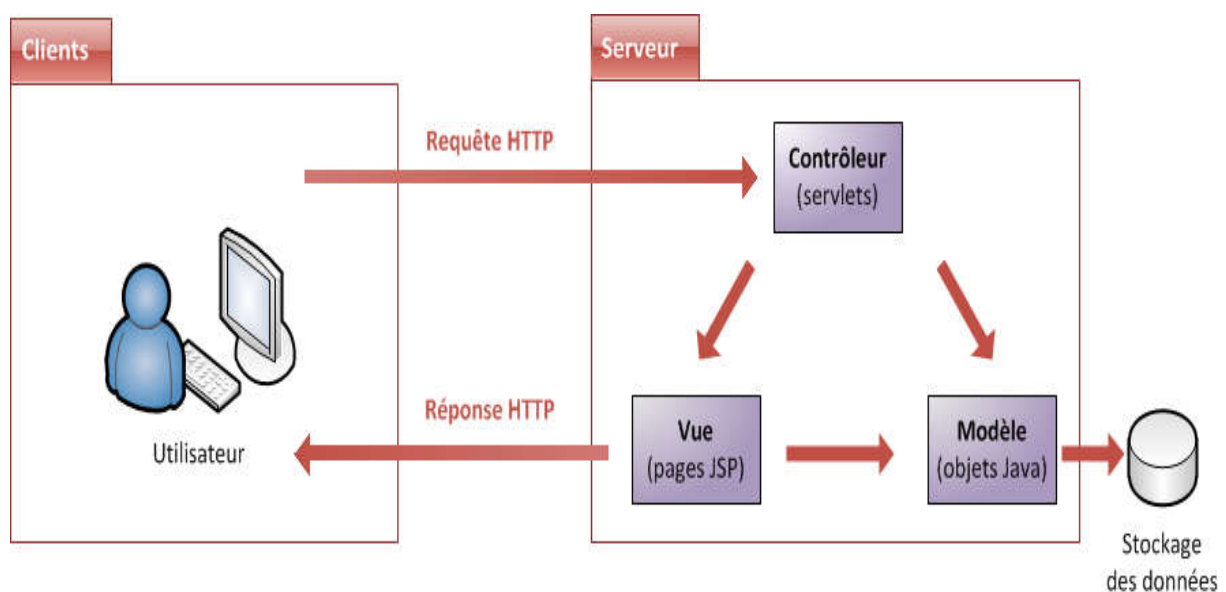 Clients
Serveur
Requête HTTP
Contrôleur
(servlets)
Réponse HTTP
Utilisateur
Vue
(pages JSP)
Modèle
(objets Java)
Stockage
des données